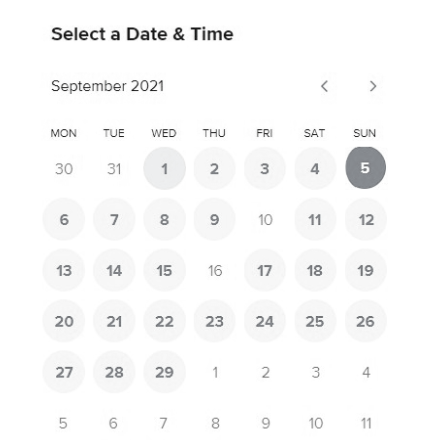 Select a Date & Time
September 2021
MON TUE WED THU FRI SAT SUN
30 31 1 2 3 4 5
6 7 8 9 10 11 12
13 14 15 16 17 18 19
20 21 22 23 24 25 26
27 28 29 1 2 3 4
5 6 7 8 9 10 11